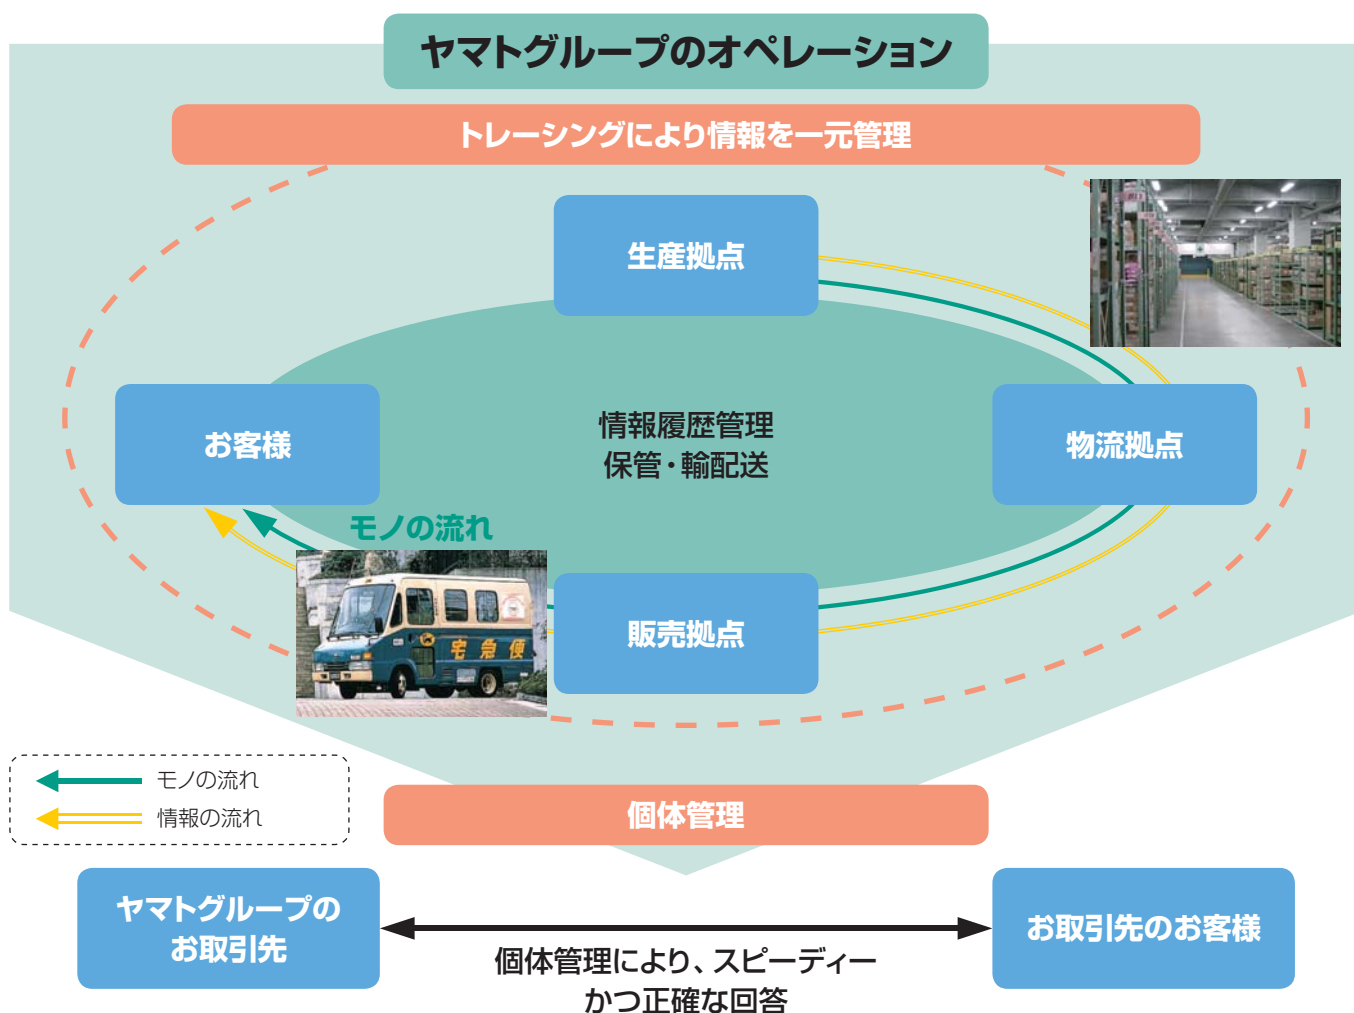 ヤマトグループのオペレーション
トレーシングにより情報を一元管理
生産拠点
お客様
情報履歴管理
保管・輸配送
物流拠点
モノの流れ
宅急便
販売拠点
モノの流れ
情報の流れ
個体管理
ヤマトグループの
お取引先
お取引先のお客様
個体管理により、スピーディー
かつ正確な回答